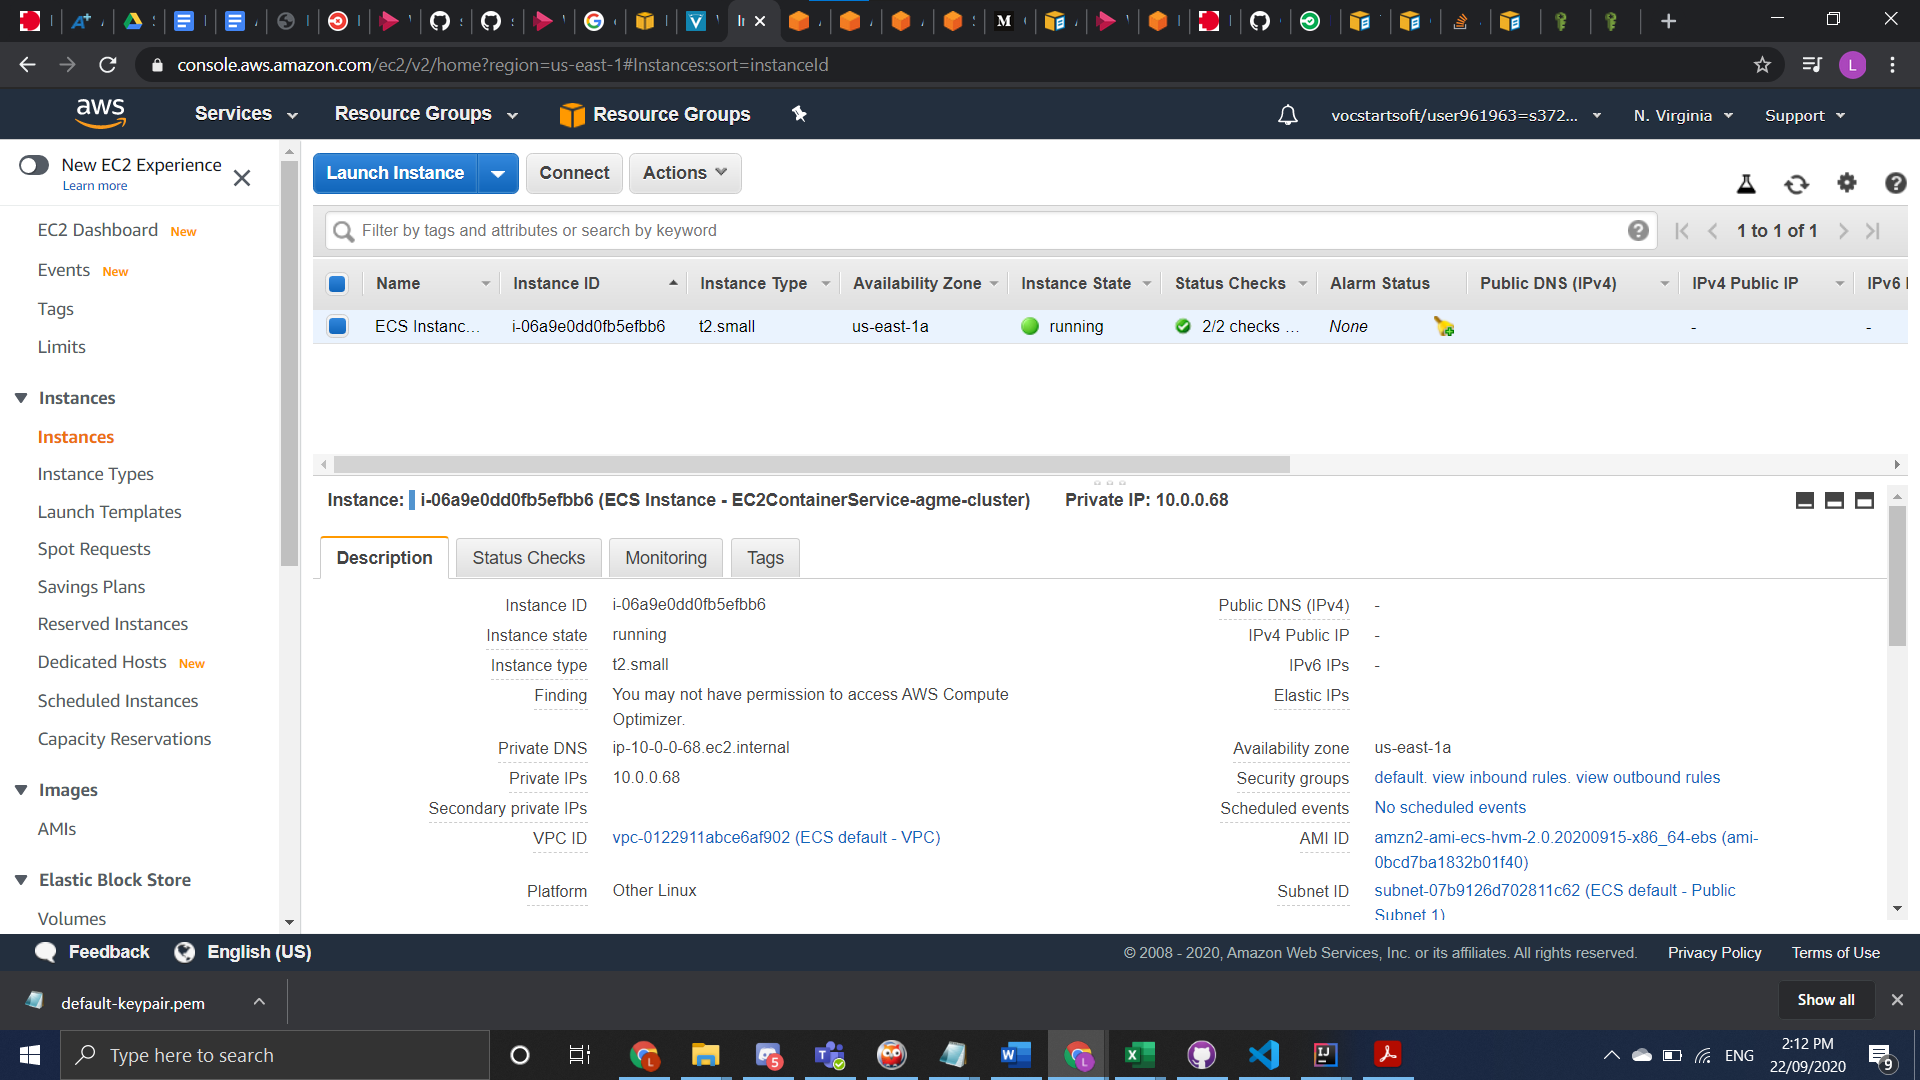 console.aws.amazon.com/ec2/v2/home?region=us-east-1#Instances:sort=instanceId
L
aws
Services
Resource Groups
Resource Groups
vocstartsoft/user961963=s372...
N. Virginia
Support
New EC2 Experience
Learn more
EC2 Dashboard New
Events New
Tags
Limits
Instances
Instances
Instance Types
Launch Templates
Spot Requests
Savings Plans
Reserved Instances
Dedicated Hosts New
Scheduled Instances
Capacity Reservations
Images
AMIs
Elastic Block Store
Volumes
Launch Instance
Connect
Actions
Filter by tags and attributes or search by keyword
1 to 1 of 1
Name Instance ID Instance Type Availability Zone Instance State Status Checks Alarm Status Public DNS (IPv4) IPv4 Public IP IPv6
ECS Instanc... i-06a9e0dd0fb5efbb6 t2.small us-east-1a running 2/2 checks ... None - -
Instance: i-06a9e0dd0fb5efbb6 (ECS Instance - EC2ContainerService-agme-cluster) Private IP: 10.0.0.68
Description
Status Checks
Monitoring
Tags
Instance ID i-06a9e0dd0fb5efbb6
Instance state running
Instance type t2.small
Finding You may not have permission to access AWS Compute
Optimizer.
Private DNS ip-10-0-0-68.ec2.internal
Private IPs 10.0.0.68
Secondary private IPs
VPC ID vpc-0122911abce6af902 (ECS default - VPC)
Platform Other Linux
Public DNS (IPv4) -
IPv4 Public IP -
IPv6 IPs -
Elastic IPs
Availability zone us-east-1a
Security groups default. view inbound rules. view outbound rules
Scheduled events No scheduled events
AMI ID amzn2-ami-ecs-hvm-2.0.20200915-x86_64-ebs (ami-
0bcd7ba1832b01f40)
Subnet ID subnet-07b9126d702811c62 (ECS default - Public
Subnet 1)
Feedback
English (US)
© 2008 - 2020, Amazon Web Services, Inc. or its affiliates. All rights reserved.
Privacy Policy
Terms of Use
default-keypair.pem
Show all
Type here to search
ENG
2:12 PM
22/09/2020
9